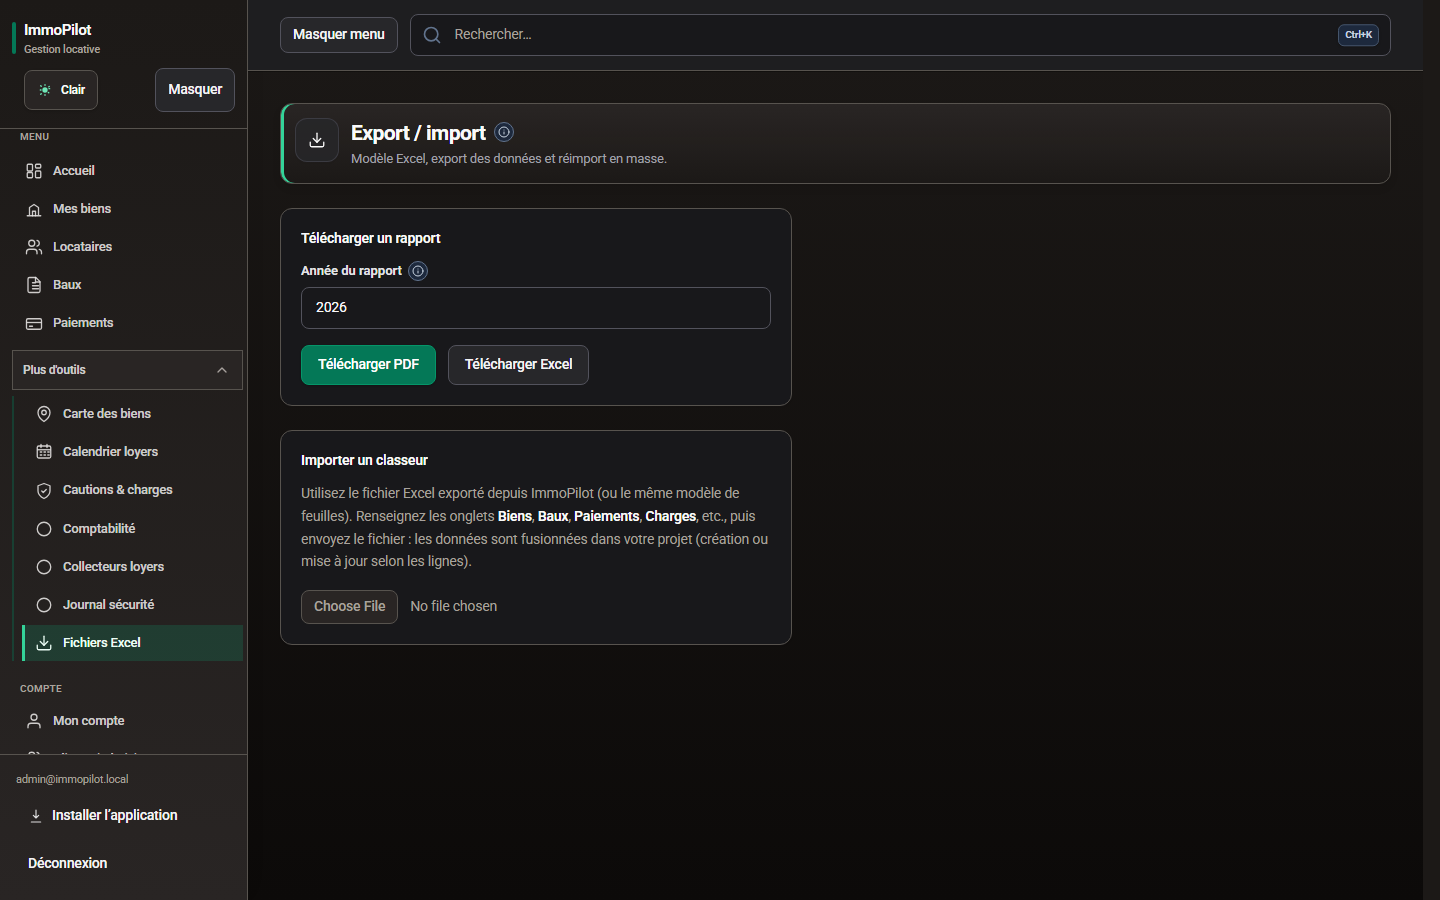 ImmoPilot
Gestion locative
Clair
Masquer
MENU
Accueil
Mes biens
Locataires
Baux
Paiements
Plus d'outils
Carte des biens
Calendrier loyers
Cautions & charges
Comptabilité
Collecteurs loyers
Journal sécurité
Fichiers Excel
COMPTE
Mon compte
admin@immopilot.local
Installer l’application
Déconnexion
Masquer menu
Rechercher...
Ctrl+K
Export / import
Modèle Excel, export des données et réimport en masse.
Télécharger un rapport
Année du rapport
2026
Télécharger PDF
Télécharger Excel
Importer un classeur
Utilisez le fichier Excel exporté depuis ImmoPilot (ou le même modèle de
feuilles). Renseignez les onglets Biens, Baux, Paiements, Charges, etc., puis
envoyez le fichier : les données sont fusionnées dans votre projet (création ou
mise à jour selon les lignes).
Choose File
No file chosen